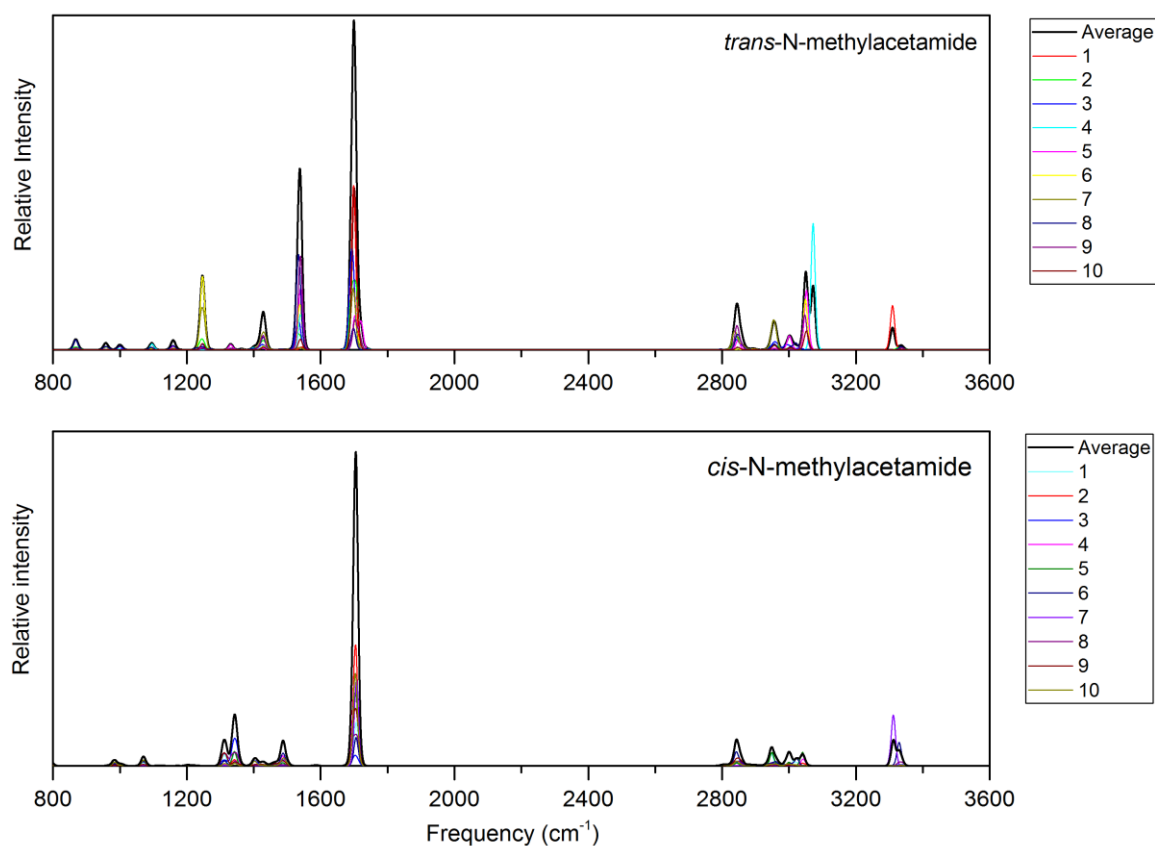 Relative Intensity
trans-N-methylacetamide
Average
1
2
3
4
5
6
7
8
9
10
800 1200 1600 2000 2400 2800 3200 3600
Relative intensity
cis-N-methylacetamide
Average
1
2
3
4
5
6
7
8
9
10
800 1200 1600 2000 2400 2800 3200 3600
Frequency (cm⁻¹)